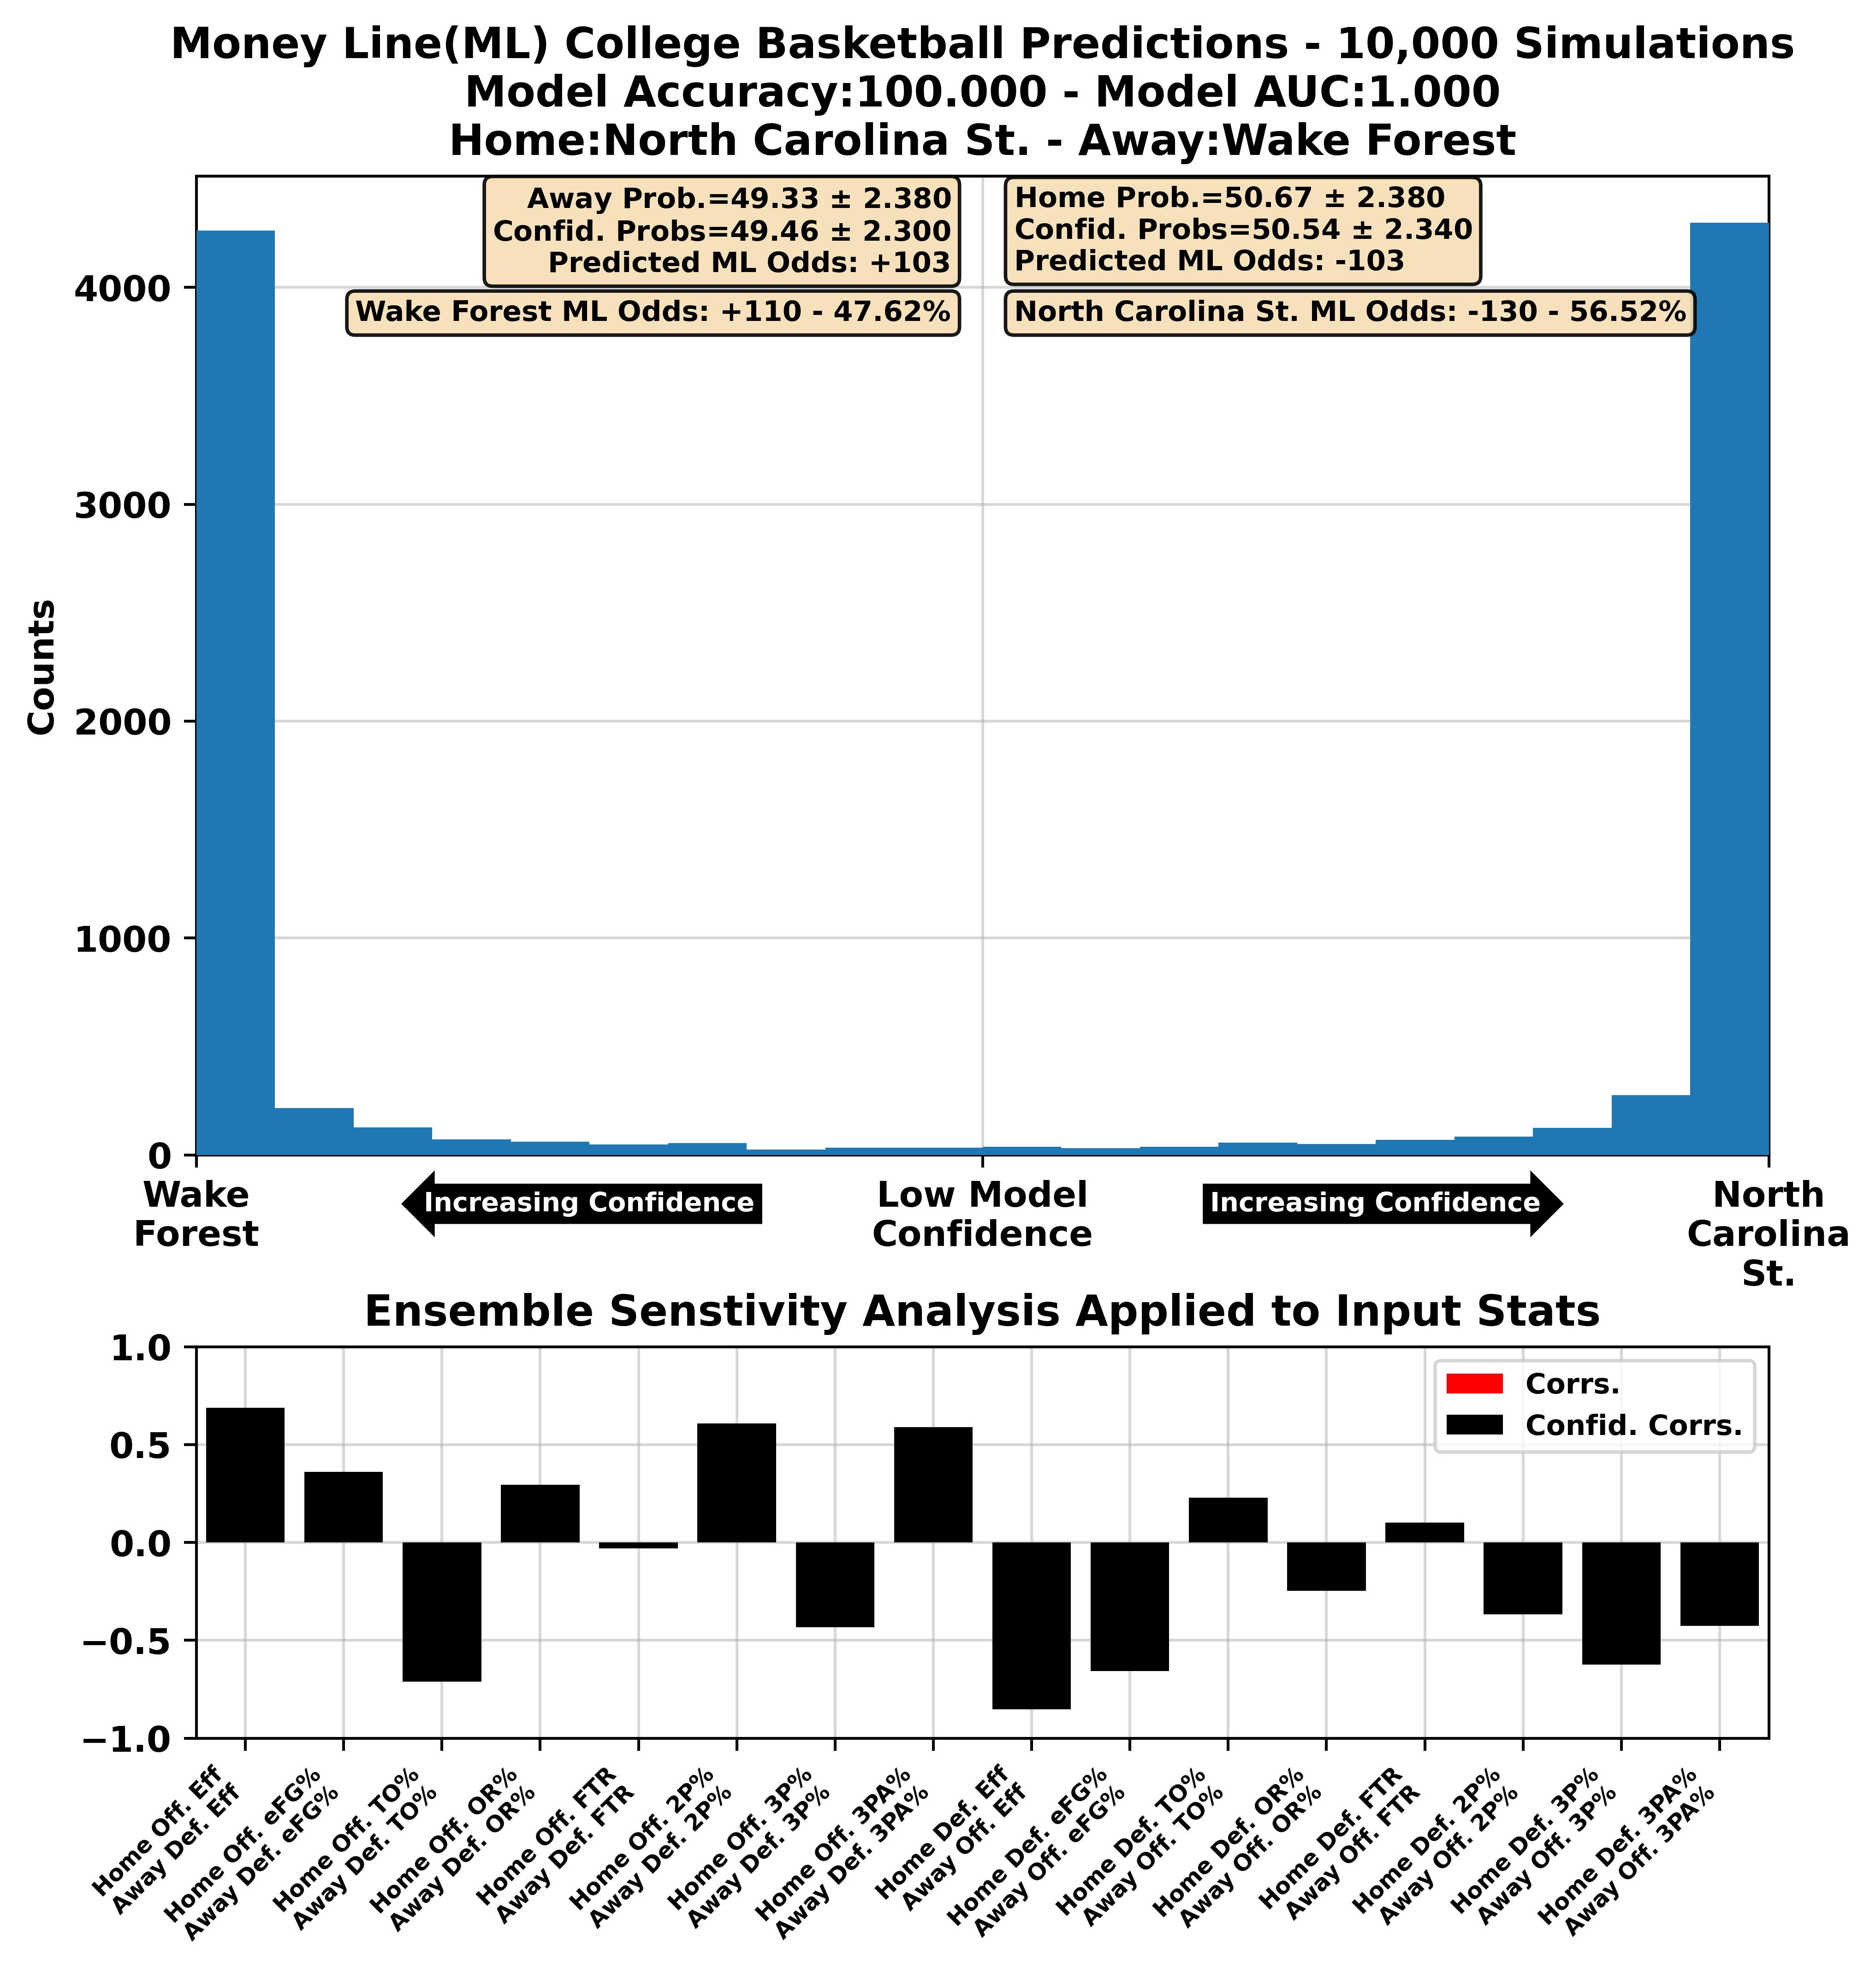 Money Line(ML) College Basketball Predictions - 10,000 Simulations
Model Accuracy:100.000 - Model AUC:1.000
Home:North Carolina St. - Away:Wake Forest
Away Prob.=49.33 ± 2.380
Confid. Probs=49.46 ± 2.300
Predicted ML Odds: +103
Home Prob.=50.67 ± 2.380
Confid. Probs=50.54 ± 2.340
Predicted ML Odds: -103
Wake Forest ML Odds: +110 - 47.62%
North Carolina St. ML Odds: -130 - 56.52%
4000
3000
2000
1000
0
Counts
Wake
Forest
Increasing Confidence
Low Model
Confidence
Increasing Confidence
North
Carolina
St.
Ensemble Senstivity Analysis Applied to Input Stats
1.0
0.5
0.0
−0.5
−1.0
Corrs.
Confid. Corrs.
Home Off. Eff
Away Def. Eff
Home Off. eFG%
Away Def. eFG%
Home Off. TO%
Away Def. TO%
Home Off. OR%
Away Def. OR%
Home Off. FTR
Away Def. FTR
Home Off. 2P%
Away Def. 2P%
Home Off. 3P%
Away Def. 3P%
Home Off. 3PA%
Away Def. 3PA%
Home Def. Eff
Away Off. Eff
Home Def. eFG%
Away Off. eFG%
Home Def. TO%
Away Off. TO%
Home Def. OR%
Away Off. OR%
Home Def. FTR
Away Off. FTR
Home Def. 2P%
Away Off. 2P%
Home Def. 3P%
Away Off. 3P%
Home Def. 3PA%
Away Off. 3PA%